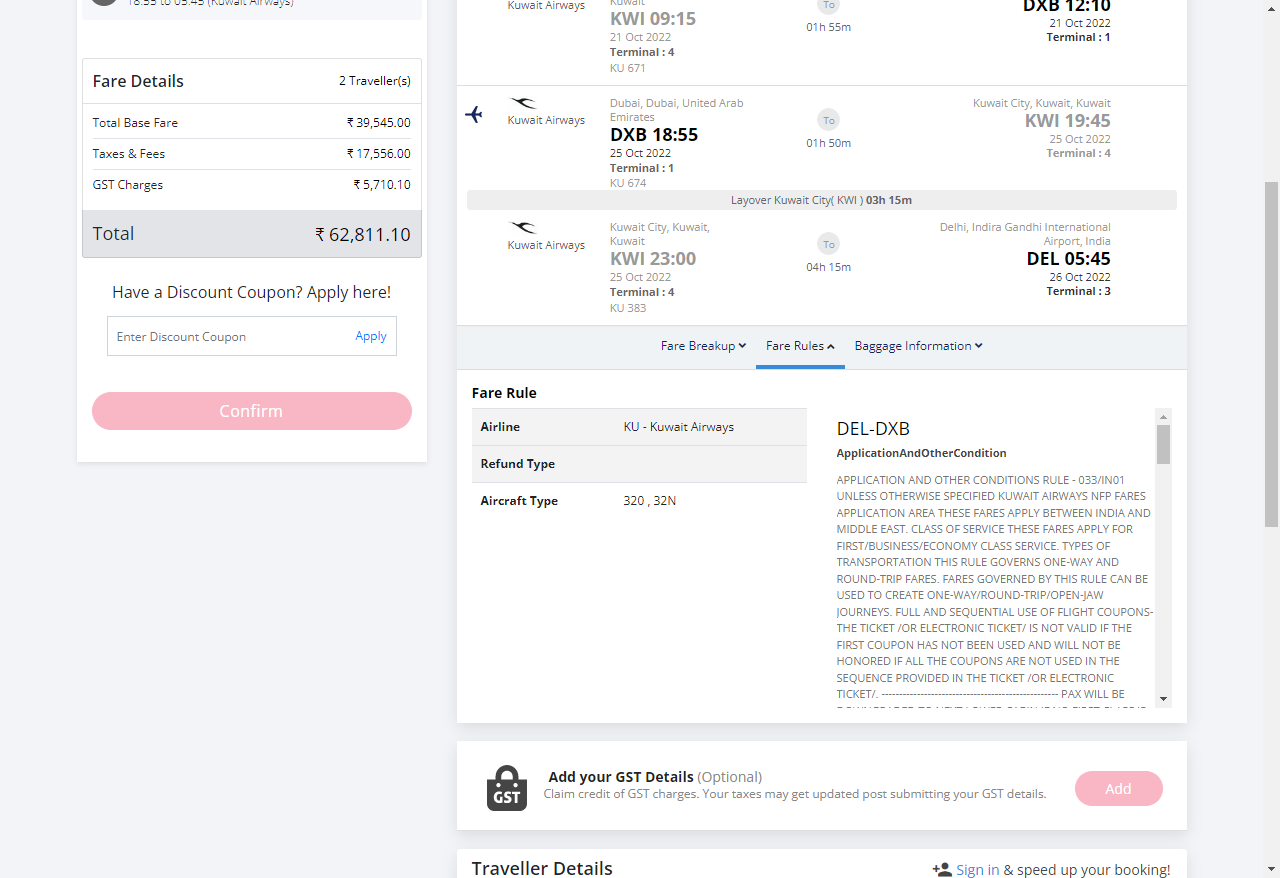 18:55 to 05:45 (Kuwait Airways)
Fare Details
2 Traveller(s)
Total Base Fare
₹ 39,545.00
Taxes & Fees
₹ 17,556.00
GST Charges
₹ 5,710.10
Total
₹ 62,811.10
Have a Discount Coupon? Apply here!
Enter Discount Coupon
Apply
Confirm
Kuwait Airways
Kuwait
KWI 09:15
21 Oct 2022
Terminal : 4
KU 671
To
01h 55m
DXB 12:10
21 Oct 2022
Terminal : 1
Kuwait Airways
Dubai, Dubai, United Arab
Emirates
DXB 18:55
25 Oct 2022
Terminal : 1
KU 674
To
01h 50m
Kuwait City, Kuwait, Kuwait
KWI 19:45
25 Oct 2022
Terminal : 4
Layover Kuwait City( KWI ) 03h 15m
Kuwait Airways
Kuwait City, Kuwait,
Kuwait
KWI 23:00
25 Oct 2022
Terminal : 4
KU 383
To
04h 15m
Delhi, Indira Gandhi International
Airport, India
DEL 05:45
26 Oct 2022
Terminal : 3
Fare Breakup
Fare Rules
Baggage Information
Fare Rule
Airline
KU - Kuwait Airways
Refund Type
Aircraft Type
320 , 32N
DEL-DXB
ApplicationAndOtherCondition
APPLICATION AND OTHER CONDITIONS RULE - 033/IN01
UNLESS OTHERWISE SPECIFIED KUWAIT AIRWAYS NFP FARES
APPLICATION AREA THESE FARES APPLY BETWEEN INDIA AND
MIDDLE EAST. CLASS OF SERVICE THESE FARES APPLY FOR
FIRST/BUSINESS/ECONOMY CLASS SERVICE. TYPES OF
TRANSPORTATION THIS RULE GOVERNS ONE-WAY AND
ROUND-TRIP FARES. FARES GOVERNED BY THIS RULE CAN BE
USED TO CREATE ONE-WAY/ROUND-TRIP/OPEN-JAW
JOURNEYS. FULL AND SEQUENTIAL USE OF FLIGHT COUPONS-
THE TICKET /OR ELECTRONIC TICKET/ IS NOT VALID IF THE
FIRST COUPON HAS NOT BEEN USED AND WILL NOT BE
HONORED IF ALL THE COUPONS ARE NOT USED IN THE
SEQUENCE PROVIDED IN THE TICKET /OR ELECTRONIC
TICKET/. -------------------------------------------------- PAX WILL BE
GST
Add your GST Details (Optional)
Claim credit of GST charges. Your taxes may get updated post submitting your GST details.
Add
Traveller Details
Sign in & speed up your booking!